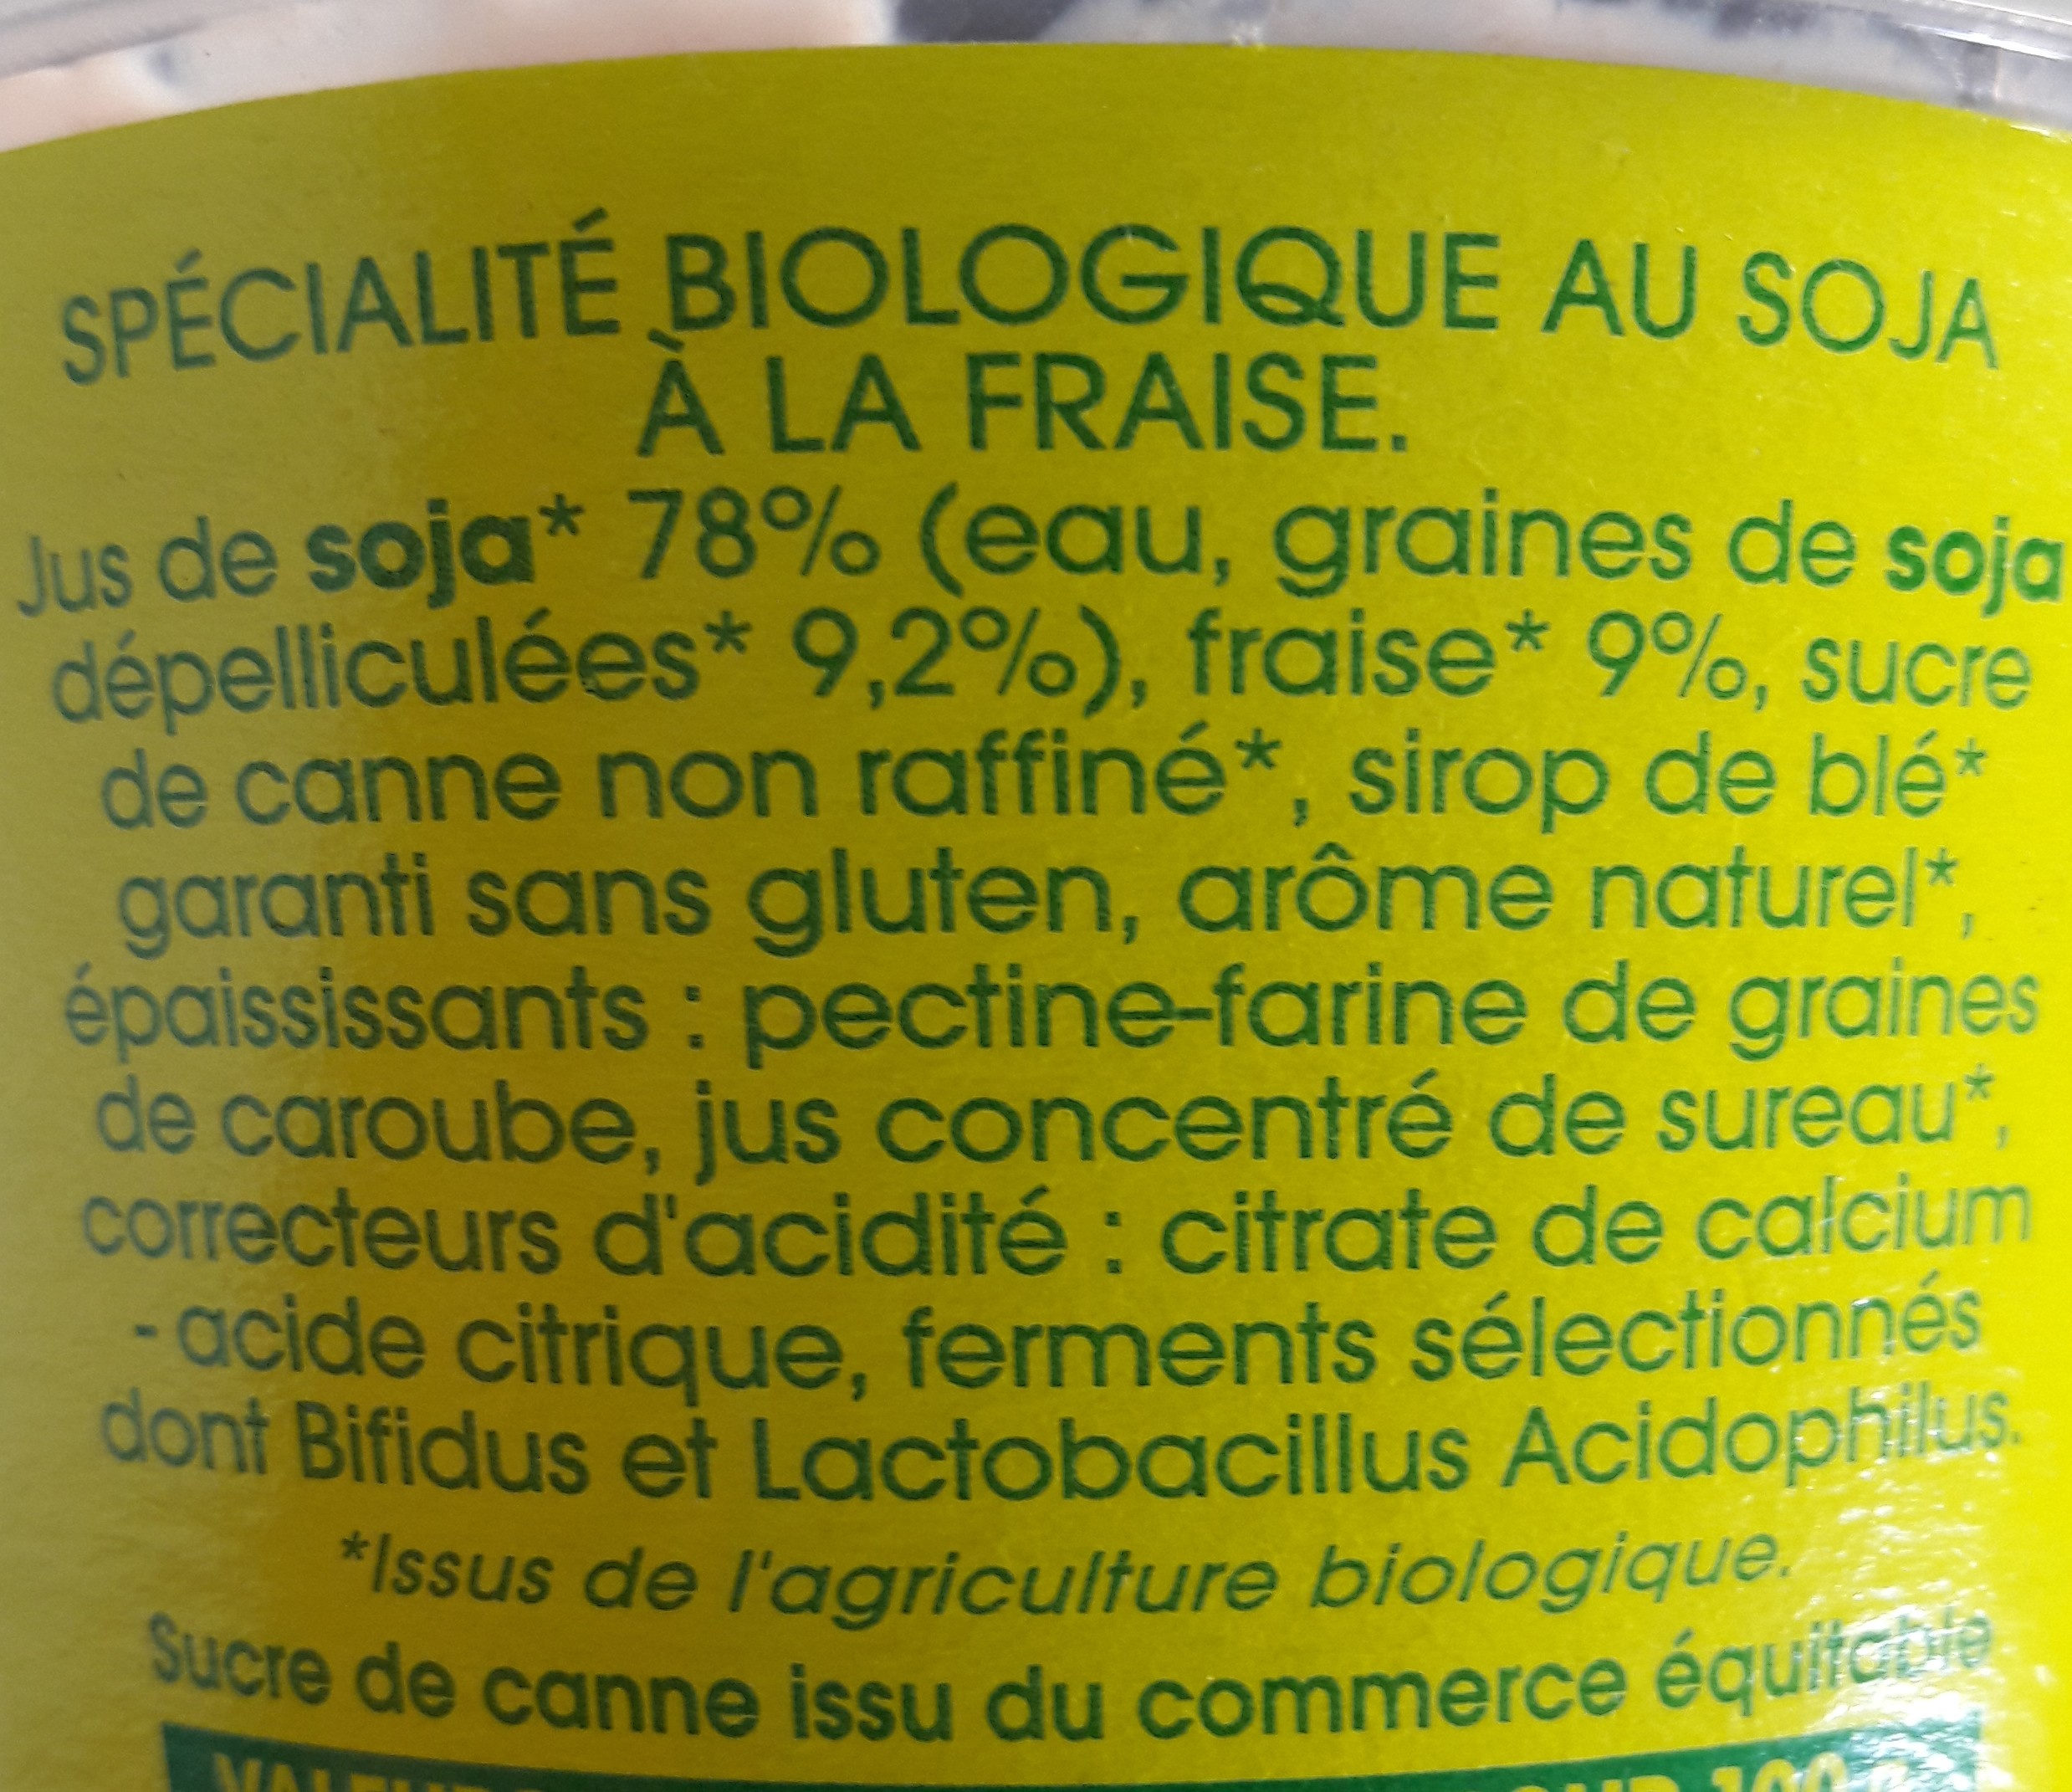 SPÉCIALITÉ BIOLOGIQUE AU SOJA
À LA FRAISE.
Jus de soja* 78% (eau, graines de soja
dépelliculées* 9,2%), fraise* 9%, sucre
de canne non raffiné*, sirop de blé*
garanti sans gluten, arôme naturel*,
épaississants : pectine-farine de graines
de caroube, jus concentré de sureau*,
correcteurs d'acidité : citrate de calcium
- acide citrique, ferments sélectionnés
dont Bifidus et Lactobacillus Acidophilus.
*Issus de l'agriculture biologique.
Sucre de canne issu du commerce équitable